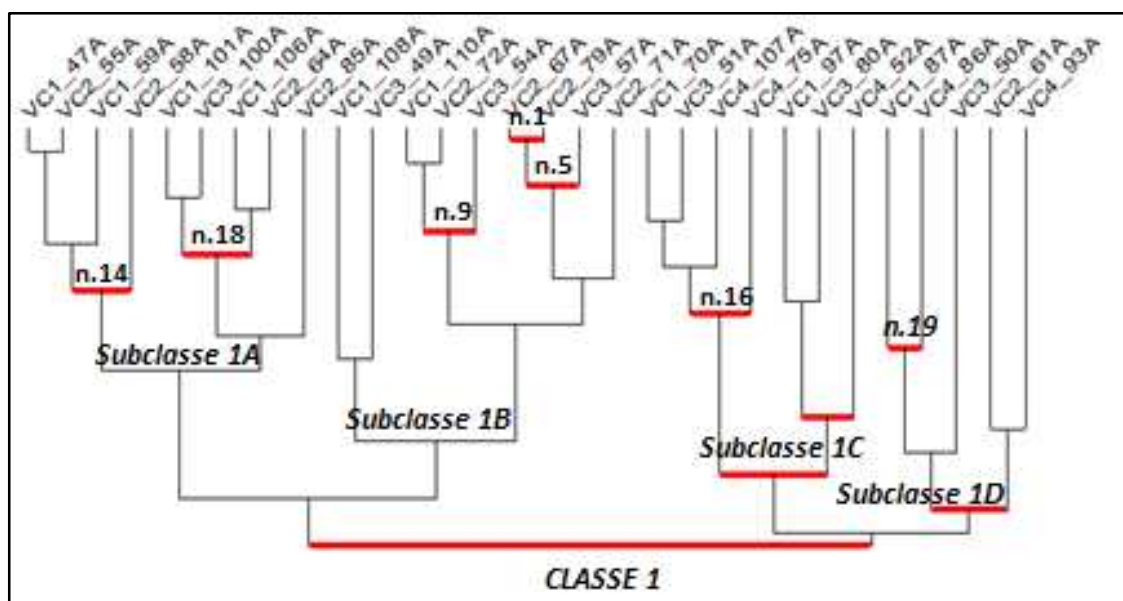 VC1_47A
VC2_55A
VC1_59A
VC2_58A
VC1_101A
VC3_100A
VC1_106A
VC2_64A
VC2_85A
VC1_108A
VC3_49A
VC1_110A
VC2_72A
VC3_54A
VC2_67A
VC2_79A
VC3_57A
VC2_71A
VC1_70A
VC3_51A
VC4_107A
VC4_75A
VC1_97A
VC3_80A
VC4_52A
VC1_87A
VC4_86A
VC3_50A
VC2_61A
VC4_93A
n.1
n.5
n.9
n.18
n.14
n.16
n.19
Subclasse 1A
Subclasse 1B
Subclasse 1C
Subclasse 1D
CLASSE 1